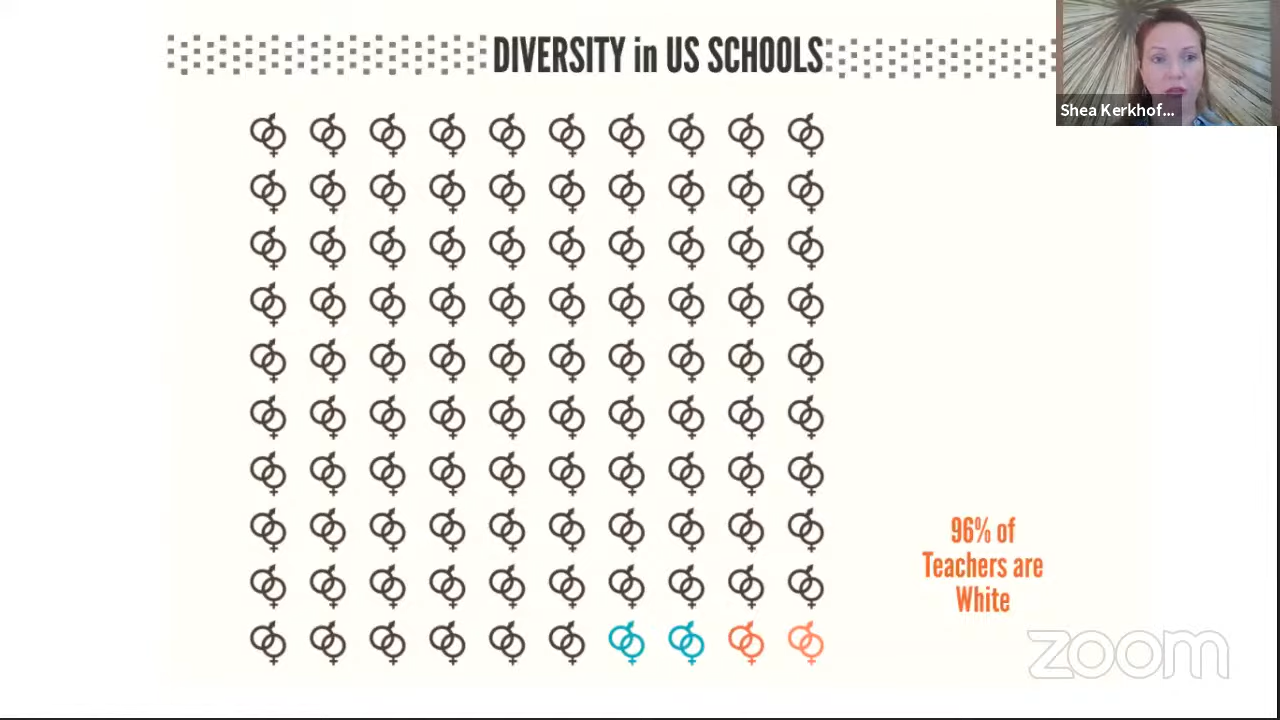 DIVERSITY in US SCHOOLS
Shea Kerkhof...
96% of
Teachers are
White
zoom